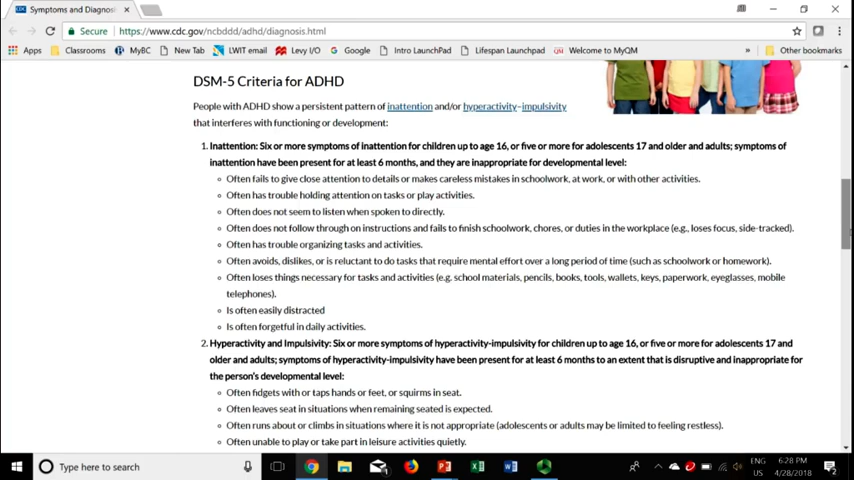 Symptoms and Diagnosis
Secure
https://www.cdc.gov/ncbddd/adhd/diagnosis.html
Apps Classrooms MyBC New Tab LWIT email Levy I/O Google Intro LaunchPad Lifespan Launchpad QM Welcome to MyQM » Other bookmarks
DSM-5 Criteria for ADHD
People with ADHD show a persistent pattern of inattention and/or hyperactivity–impulsivity
that interferes with functioning or development:
1. Inattention: Six or more symptoms of inattention for children up to age 16, or five or more for adolescents 17 and older and adults; symptoms of
inattention have been present for at least 6 months, and they are inappropriate for developmental level:
Often fails to give close attention to details or makes careless mistakes in schoolwork, at work, or with other activities.
Often has trouble holding attention on tasks or play activities.
Often does not seem to listen when spoken to directly.
Often does not follow through on instructions and fails to finish schoolwork, chores, or duties in the workplace (e.g., loses focus, side-tracked).
Often has trouble organizing tasks and activities.
Often avoids, dislikes, or is reluctant to do tasks that require mental effort over a long period of time (such as schoolwork or homework).
Often loses things necessary for tasks and activities (e.g. school materials, pencils, books, tools, wallets, keys, paperwork, eyeglasses, mobile
telephones).
Is often easily distracted
Is often forgetful in daily activities.
2. Hyperactivity and Impulsivity: Six or more symptoms of hyperactivity-impulsivity for children up to age 16, or five or more for adolescents 17 and
older and adults; symptoms of hyperactivity-impulsivity have been present for at least 6 months to an extent that is disruptive and inappropriate for
the person's developmental level:
Often fidgets with or taps hands or feet, or squirms in seat.
Often leaves seat in situations when remaining seated is expected.
Often runs about or climbs in situations where it is not appropriate (adolescents or adults may be limited to feeling restless).
Often unable to play or take part in leisure activities quietly.
Type here to search
ENG
US
6:28 PM
4/28/2018
2